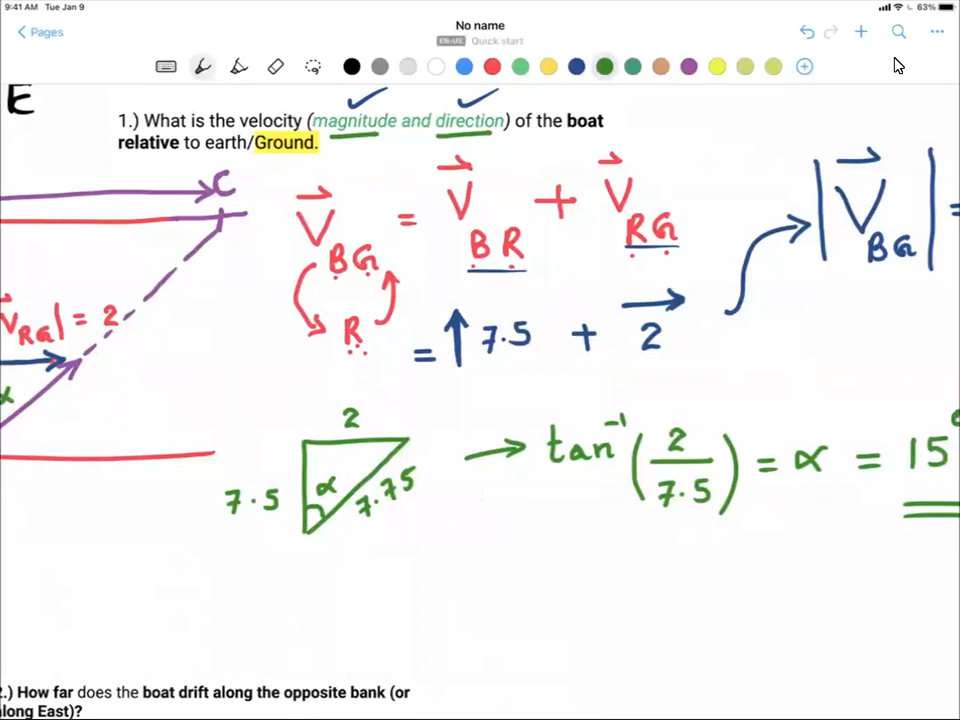 9:41 AM Tue Jan 9
63%
No name
Pages
EN-US Quick start
E
1.) What is the velocity (magnitude and direction) of the boat
relative to earth/Ground.
C
V BG = V BR + V RG
|V BG| =
R
V RG| = 2
= ↑ 7.5 + 2
α
2
7.5
α
7.75
→ tan⁻¹ (2/7.5) = α = 15°
2.) How far does the boat drift along the opposite bank (or
along East)?